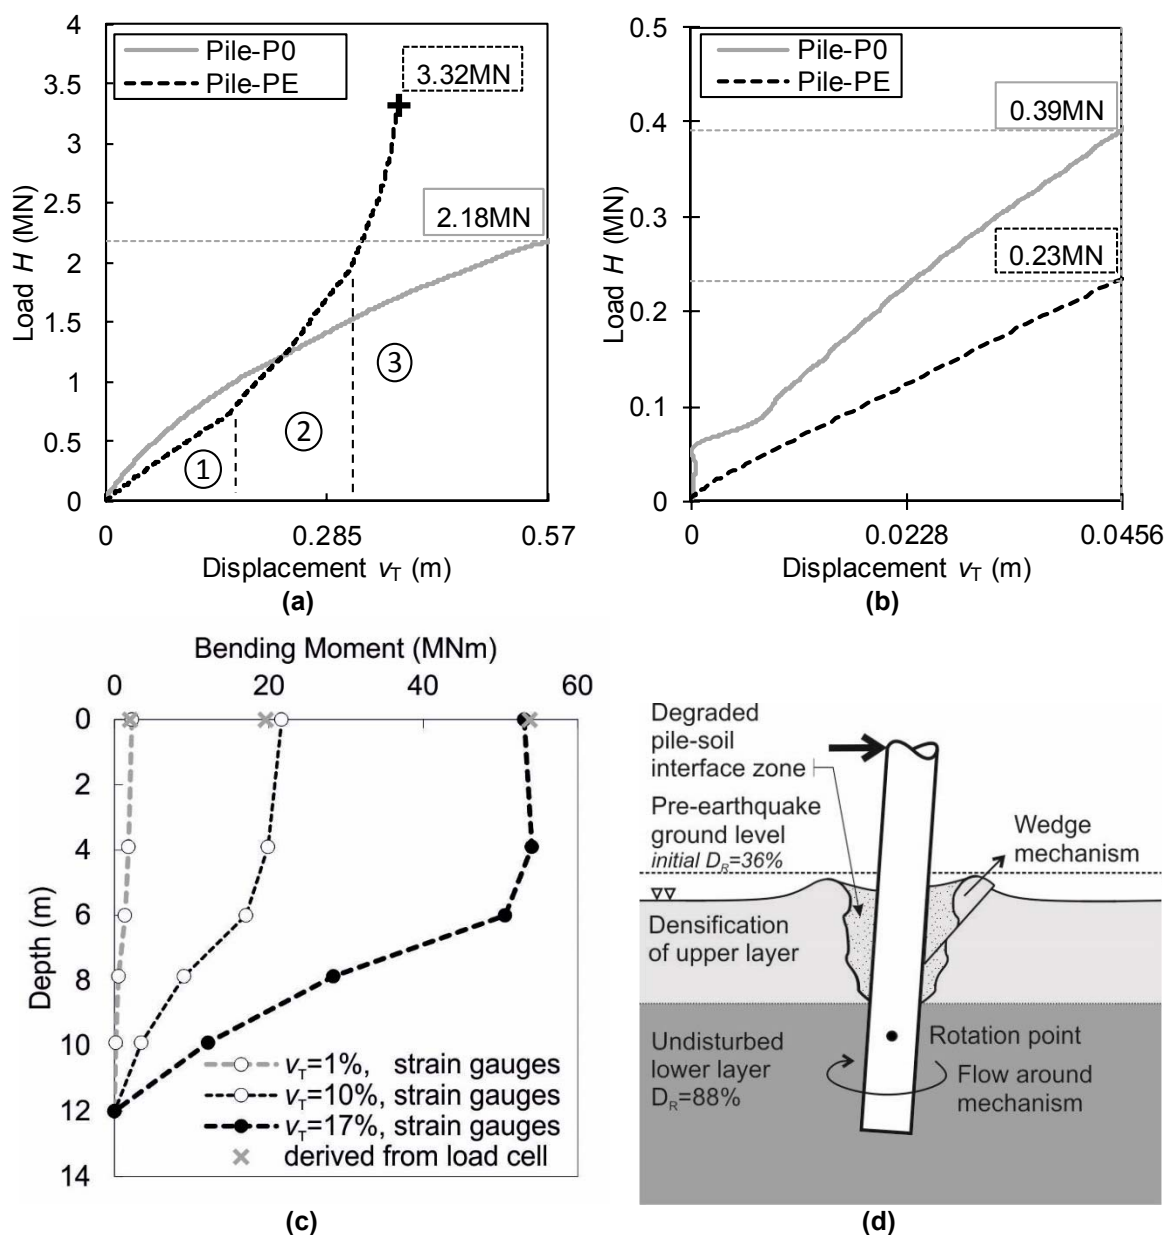 4
3.5
3
2.5
2
1.5
1
0.5
0
Load H (MN)
Pile-P0
Pile-PE
3.32MN
2.18MN
1
2
3
0
0.285
0.57
Displacement vT (m)
(a)
0.5
0.4
0.3
0.2
0.1
0
Load H (MN)
Pile-P0
Pile-PE
0.39MN
0.23MN
0
0.0228
0.0456
Displacement vT (m)
(b)
Bending Moment (MNm)
0
20
40
60
0
2
4
6
8
10
12
14
Depth (m)
vT=1%, strain gauges
vT=10%, strain gauges
vT=17%, strain gauges
derived from load cell
(c)
Degraded
pile-soil
interface zone
Pre-earthquake
ground level
initial DR=36%
Wedge
mechanism
Densification
of upper layer
Undisturbed
lower layer
DR=88%
Rotation point
Flow around
mechanism
(d)